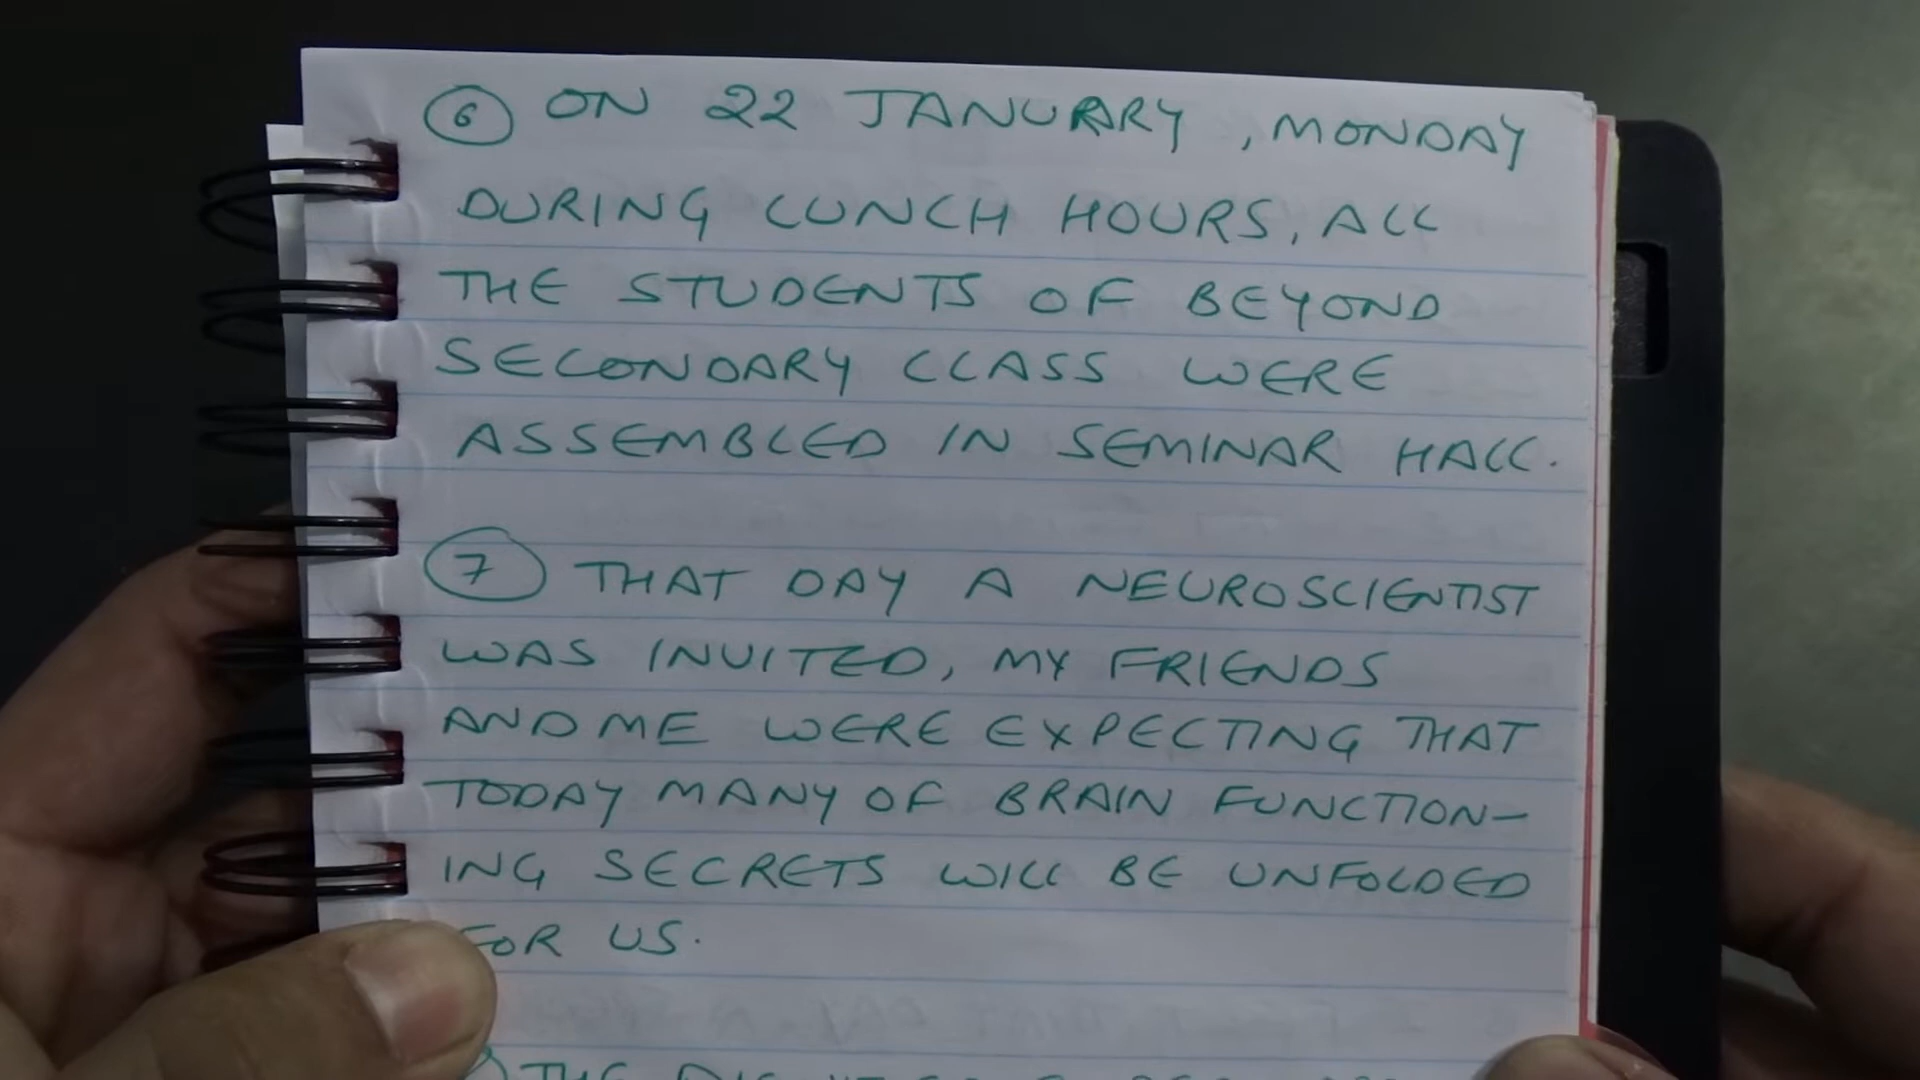 6 ON 22 JANUARY, MONDAY
DURING LUNCH HOURS, ALL
THE STUDENTS OF BEYOND
SECONDARY CLASS WERE
ASSEMBLED IN SEMINAR HALL.
7 THAT DAY A NEUROSCIENTIST
WAS INVITED, MY FRIENDS
AND ME WERE EXPECTING THAT
TODAY MANY OF BRAIN FUNCTION-
ING SECRETS WILL BE UNFOLDED
FOR US.
THE